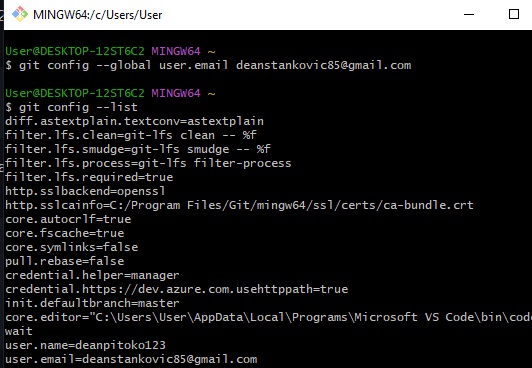 MINGW64:/c/Users/User
User@DESKTOP-12ST6C2 MINGW64 ~
$ git config --global user.email deanstankovic85@gmail.com
User@DESKTOP-12ST6C2 MINGW64 ~
$ git config --list
diff.astextplain.textconv=astextplain
filter.lfs.clean=git-lfs clean -- %f
filter.lfs.smudge=git-lfs smudge -- %f
filter.lfs.process=git-lfs filter-process
filter.lfs.required=true
http.sslbackend=openssl
http.sslcainfo=C:/Program Files/Git/mingw64/ssl/certs/ca-bundle.crt
core.autocrlf=true
core.fscache=true
core.symlinks=false
pull.rebase=false
credential.helper=manager
credential.https://dev.azure.com.usehttppath=true
init.defaultbranch=master
core.editor="C:\Users\User\AppData\Local\Programs\Microsoft VS Code\bin\cod
wait
user.name=deanpitoko123
user.email=deanstankovic85@gmail.com